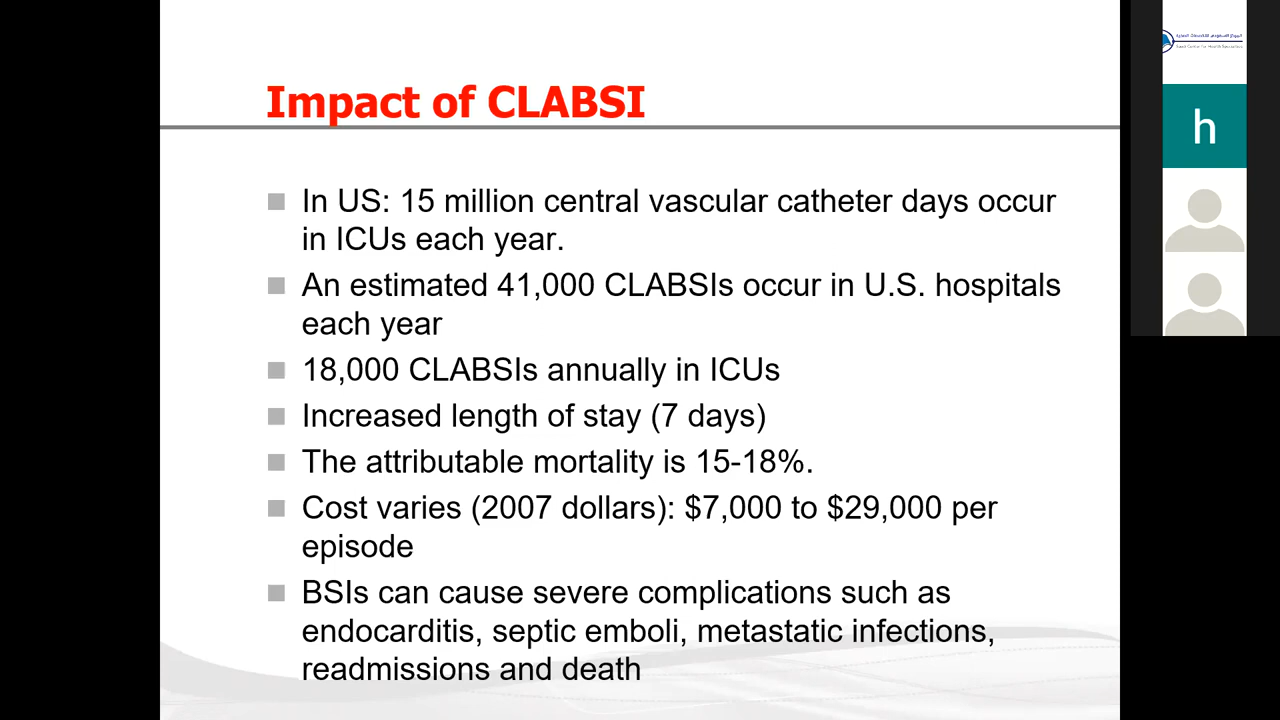 Impact of CLABSI
In US: 15 million central vascular catheter days occur
in ICUs each year.
An estimated 41,000 CLABSIs occur in U.S. hospitals
each year
18,000 CLABSIs annually in ICUs
Increased length of stay (7 days)
The attributable mortality is 15-18%.
Cost varies (2007 dollars): $7,000 to $29,000 per
episode
BSIs can cause severe complications such as
endocarditis, septic emboli, metastatic infections,
readmissions and death
h